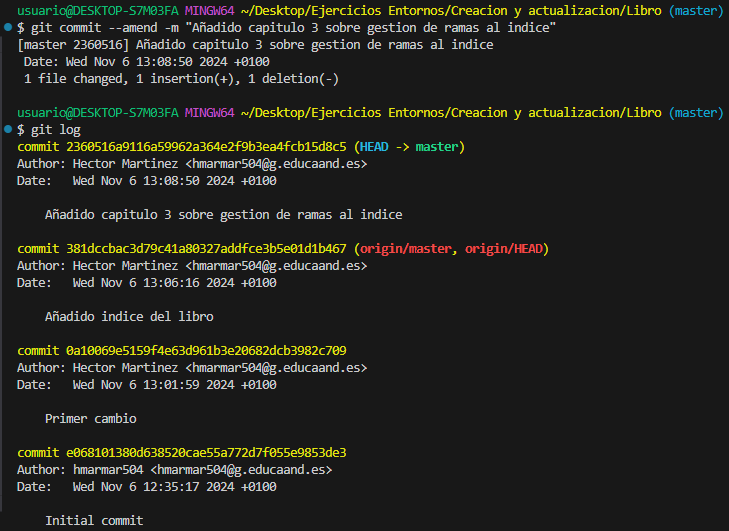 usuario@DESKTOP-S7M03FA MINGW64 ~/Desktop/Ejercicios Entornos/Creacion y actualizacion/Libro (master)
$ git commit --amend -m "Añadido capitulo 3 sobre gestion de ramas al indice"
[master 2360516] Añadido capitulo 3 sobre gestion de ramas al indice
Date: Wed Nov 6 13:08:50 2024 +0100
1 file changed, 1 insertion(+), 1 deletion(-)
usuario@DESKTOP-S7M03FA MINGW64 ~/Desktop/Ejercicios Entornos/Creacion y actualizacion/Libro (master)
$ git log
commit 2360516a9116a59962a364e2f9b3ea4fcb15d8c5 (HEAD -> master)
Author: Hector Martinez <hmarmar504@g.educaand.es>
Date:   Wed Nov 6 13:08:50 2024 +0100
Añadido capitulo 3 sobre gestion de ramas al indice
commit 381dccbac3d79c41a80327addfce3b5e01d1b467 (origin/master, origin/HEAD)
Author: Hector Martinez <hmarmar504@g.educaand.es>
Date:   Wed Nov 6 13:06:16 2024 +0100
Añadido indice del libro
commit 0a10069e5159f4e63d961b3e20682dcb3982c709
Author: Hector Martinez <hmarmar504@g.educaand.es>
Date:   Wed Nov 6 13:01:59 2024 +0100
Primer cambio
commit e068101380d638520cae55a772d7f055e9853de3
Author: hmarmar504 <hmarmar504@g.educaand.es>
Date:   Wed Nov 6 12:35:17 2024 +0100
Initial commit